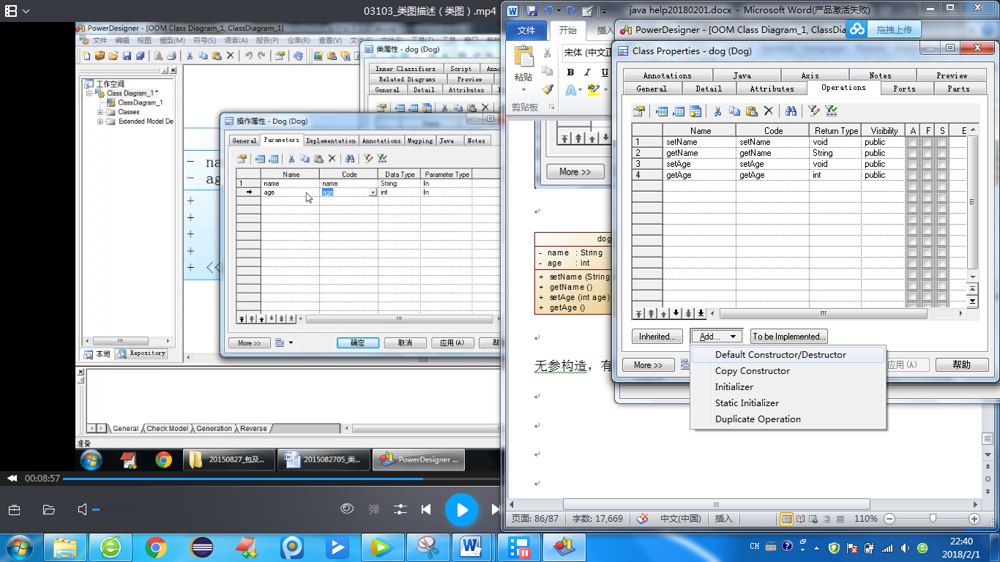 03103_类图描述（类图）.mp4
PowerDesigner - [OOM Class Diagram_1, ClassDiagram_1]
文件 编辑 视图 模型(M) 符号(S) 语言(A) 报告(P) 仓库(R) 查看(V)
类属性 - dog (Dog)
Inner Classifiers Script
Related Diagrams Preview
General Detail Attributes
工作空间
Class Diagram_1 *
ClassDiagram_1
Classes
Extended Model De
本地 Repository
操作属性 - Dog (Dog)
General Parameters Implementation Annotations Mapping Java Notes
Name Code Data Type Parameter Type
1 name name String In
age age int In
More >> 确定 取消 应用(A) 帮
- na
- ag
+
+
+
+
+ <<
General Check Model Generation Reverse
准备
20150827_包及... 2015082705_类... PowerDesigner ...
00:08:57
弹
java help20180201.docx - Microsoft Word(产品激活失败)
文件 开始 插入
宋体 (中文正
粘贴
B I U
剪贴板
More >>
dog
- name : String
- age : int
+ setName (String
+ getName ()
+ setAge (int age)
+ getAge ()
无参构造，有
页面: 86/87 字数: 17,669 中文(中国) 插入 110%
PowerDesigner - [OOM Class Diagram_1, ClassDia
拖拽上传
Class Properties - dog (Dog)
Annotations Java Axis Notes Preview
General Detail Attributes Operations Ports Parts
Name Code Return Type Visibility A F S E
1 setName setName void public
2 getName getName String public
3 setAge setAge void public
4 getAge getAge int public
Inherited... Add... To be Implemented...
More >> 应用(A) 帮助
Default Constructor/Destructor
Copy Constructor
Initializer
Static Initializer
Duplicate Operation
CH
22:40
2018/2/1